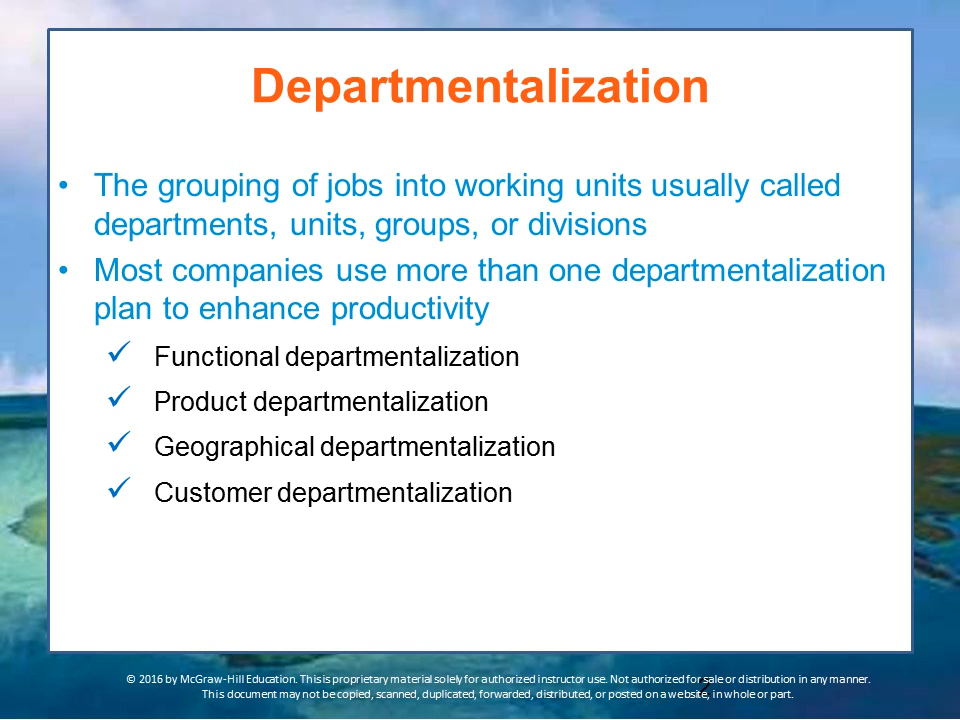 Departmentalization
• The grouping of jobs into working units usually called
departments, units, groups, or divisions
• Most companies use more than one departmentalization
plan to enhance productivity
✓ Functional departmentalization
✓ Product departmentalization
✓ Geographical departmentalization
✓ Customer departmentalization
© 2016 by McGraw-Hill Education. This is proprietary material solely for authorized instructor use. Not authorized for sale or distribution in any manner.
This document may not be copied, scanned, duplicated, forwarded, distributed, or posted on a website, in whole or part.